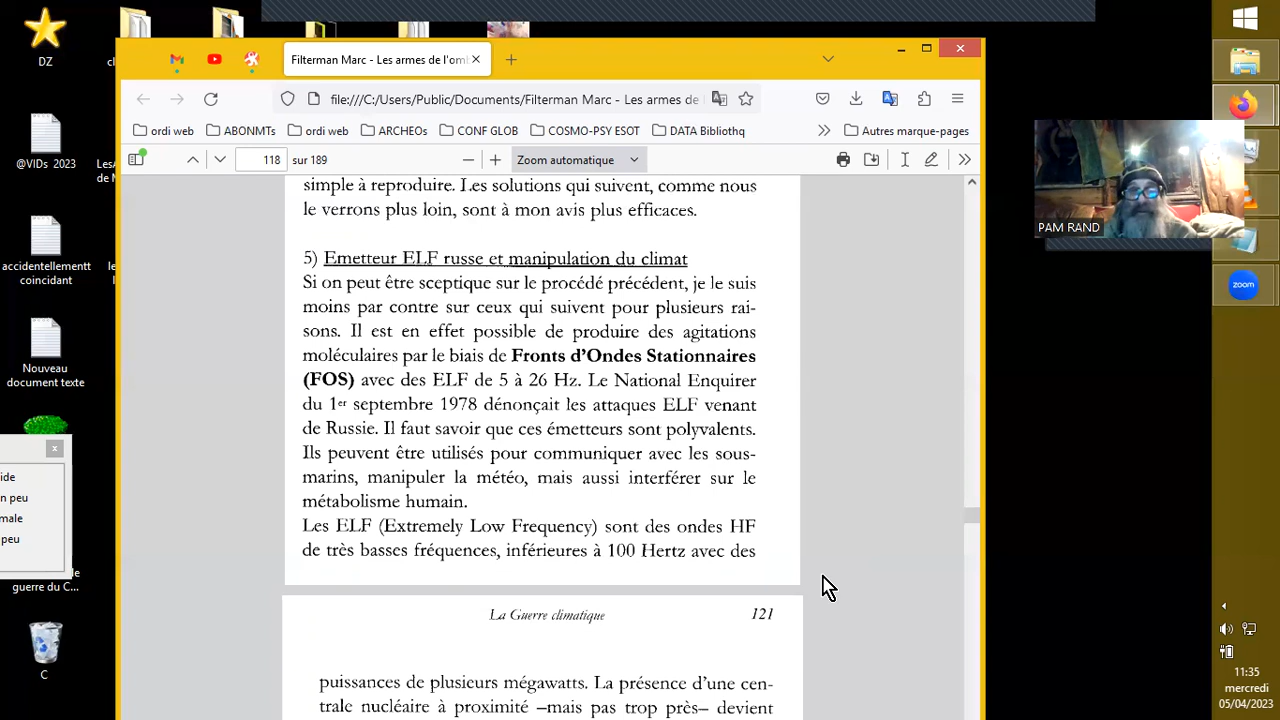 DZ
@VIDs 2023
accidentellementt
coincidant
Nouveau
document texte
ide
n peu
male
peu
guerre du C...
C
Filterman Marc - Les armes de l'oml
file:///C:/Users/Public/Documents/Filterman Marc - Les armes de l
ordi web
ABONMTs
ordi web
ARCHEOs
CONF GLOB
COSMO-PSY ESOT
DATA Bibliothq
Autres marque-pages
118 sur 189
Zoom automatique
simple à reproduire. Les solutions qui suivent, comme nous
le verrons plus loin, sont à mon avis plus efficaces.
5) Emetteur ELF russe et manipulation du climat
Si on peut être sceptique sur le procédé précédent, je le suis
moins par contre sur ceux qui suivent pour plusieurs rai-
sons. Il est en effet possible de produire des agitations
moléculaires par le biais de Fronts d'Ondes Stationnaires
(FOS) avec des ELF de 5 à 26 Hz. Le National Enquirer
du 1er septembre 1978 dénonçait les attaques ELF venant
de Russie. Il faut savoir que ces émetteurs sont polyvalents.
Ils peuvent être utilisés pour communiquer avec les sous-
marins, manipuler la météo, mais aussi interférer sur le
métabolisme humain.
Les ELF (Extremely Low Frequency) sont des ondes HF
de très basses fréquences, inférieures à 100 Hertz avec des
La Guerre climatique 121
puissances de plusieurs mégawatts. La présence d'une cen-
trale nucléaire à proximité –mais pas trop près– devient
PAM RAND
zoom
11:35
mercredi
05/04/2023